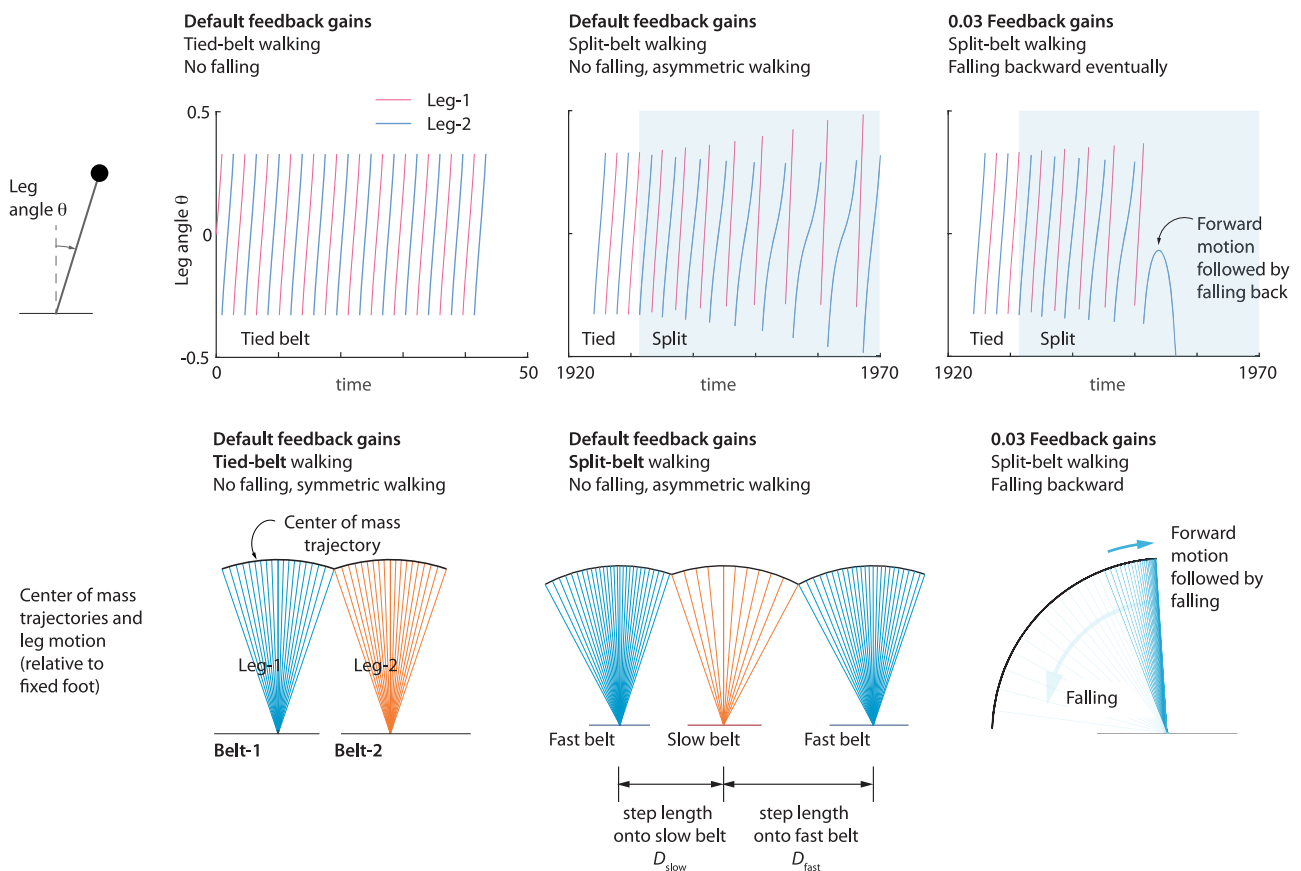 Default feedback gains
Tied-belt walking
No falling
Default feedback gains
Split-belt walking
No falling, asymmetric walking
0.03 Feedback gains
Split-belt walking
Falling backward eventually
Leg
angle θ
Leg angle θ
0.5
0
-0.5
Leg-1
Leg-2
Tied belt
0
50
time
Tied
Split
1920
1970
time
Forward
motion
followed by
falling back
Tied
Split
1920
1970
time
Default feedback gains
Tied-belt walking
No falling, symmetric walking
Default feedback gains
Split-belt walking
No falling, asymmetric walking
0.03 Feedback gains
Split-belt walking
Falling backward
Center of mass
trajectories and
leg motion
(relative to
fixed foot)
Center of mass
trajectory
Leg-1
Leg-2
Belt-1
Belt-2
Fast belt
Slow belt
Fast belt
step length
onto slow belt
Dslow
step length
onto fast belt
Dfast
Forward
motion
followed by
falling
Falling